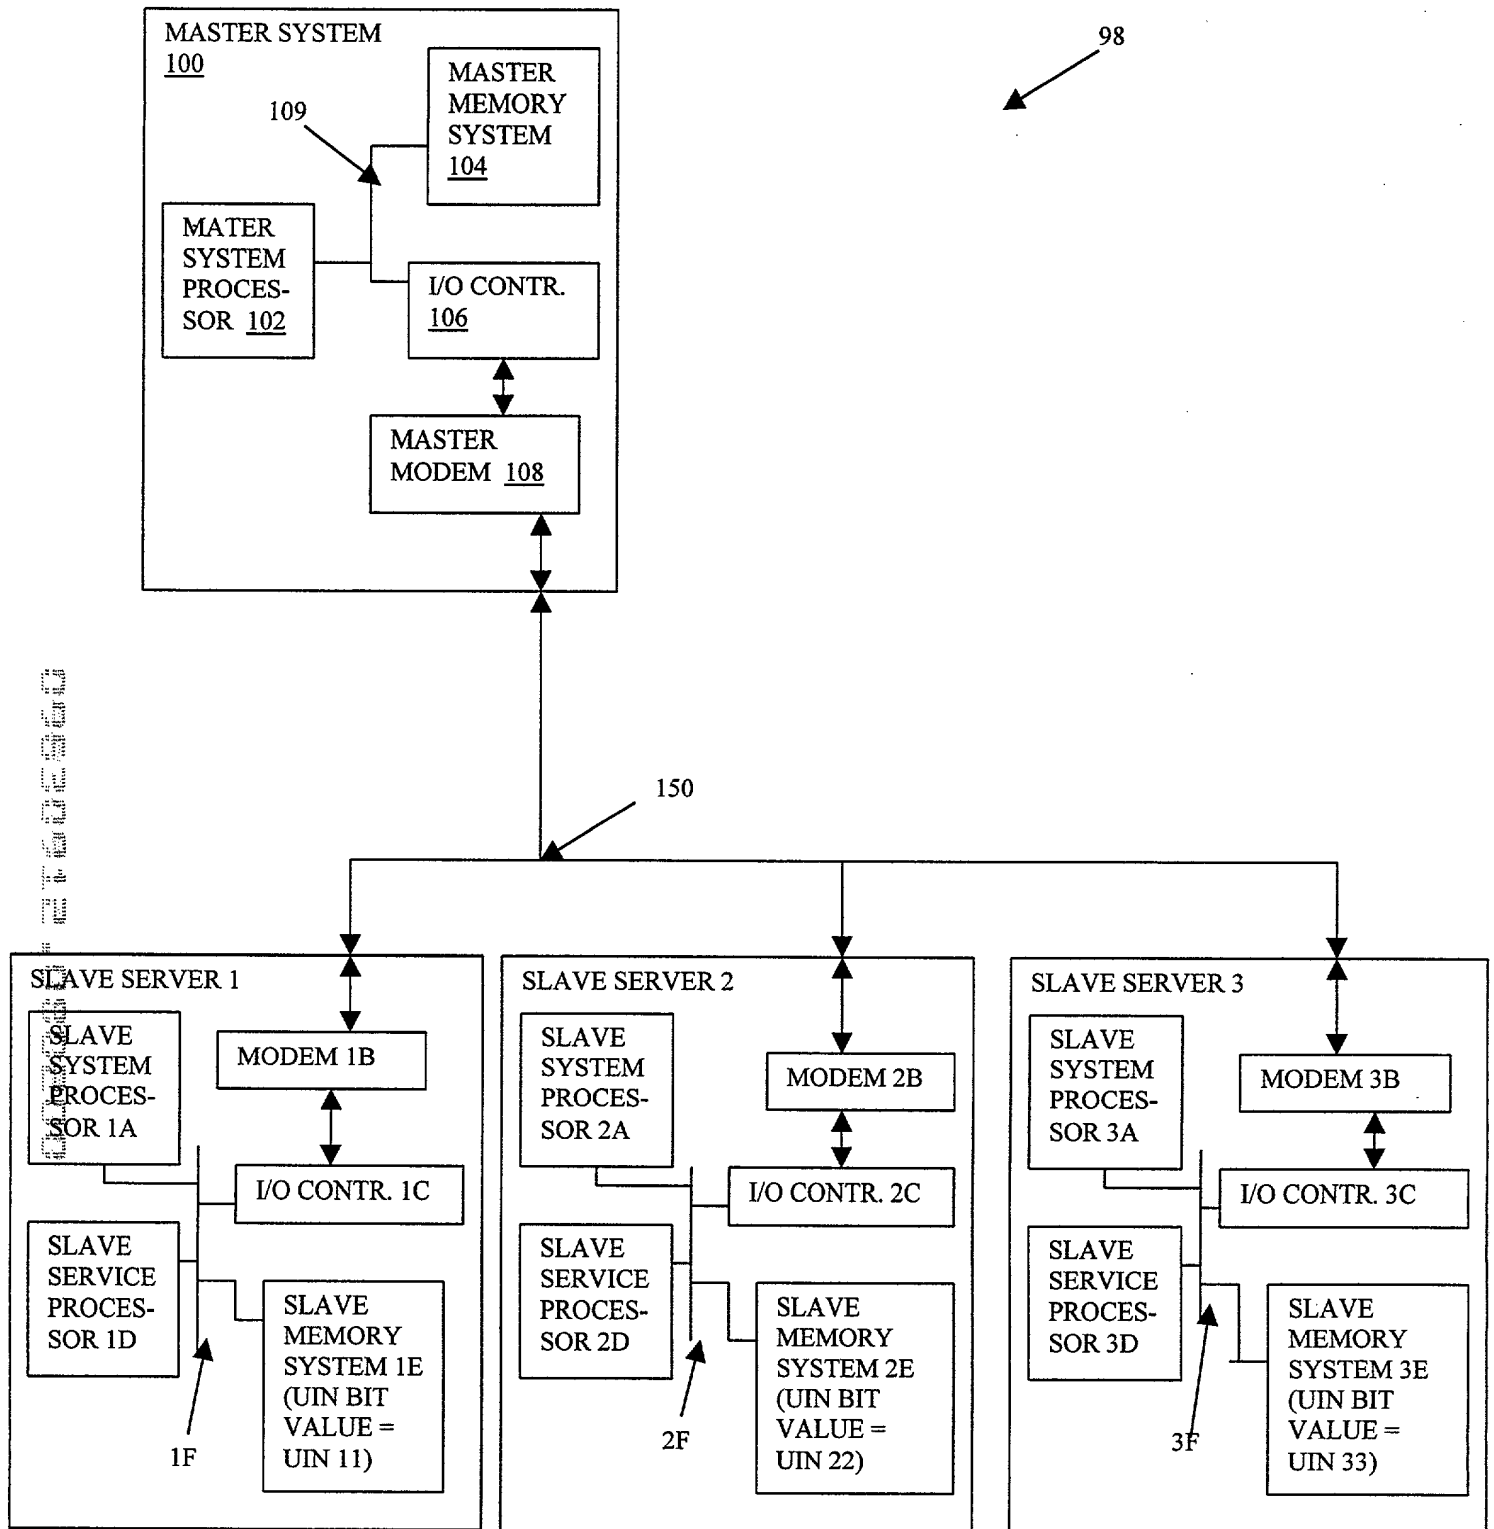 MASTER SYSTEM
100
98
MASTER
MEMORY
SYSTEM
104
109
MATER
SYSTEM
PROCES-
SOR 102
I/O CONTR.
106
MASTER
MODEM 108
150
SLAVE SERVER 1
SLAVE
SYSTEM
PROCES-
SOR 1A
MODEM 1B
I/O CONTR. 1C
SLAVE
SERVICE
PROCES-
SOR 1D
SLAVE
MEMORY
SYSTEM 1E
(UIN BIT
VALUE =
UIN 11)
1F
SLAVE SERVER 2
SLAVE
SYSTEM
PROCES-
SOR 2A
MODEM 2B
I/O CONTR. 2C
SLAVE
SERVICE
PROCES-
SOR 2D
SLAVE
MEMORY
SYSTEM 2E
(UIN BIT
VALUE =
UIN 22)
2F
SLAVE SERVER 3
SLAVE
SYSTEM
PROCES-
SOR 3A
MODEM 3B
I/O CONTR. 3C
SLAVE
SERVICE
PROCES-
SOR 3D
SLAVE
MEMORY
SYSTEM 3E
(UIN BIT
VALUE =
UIN 33)
3F